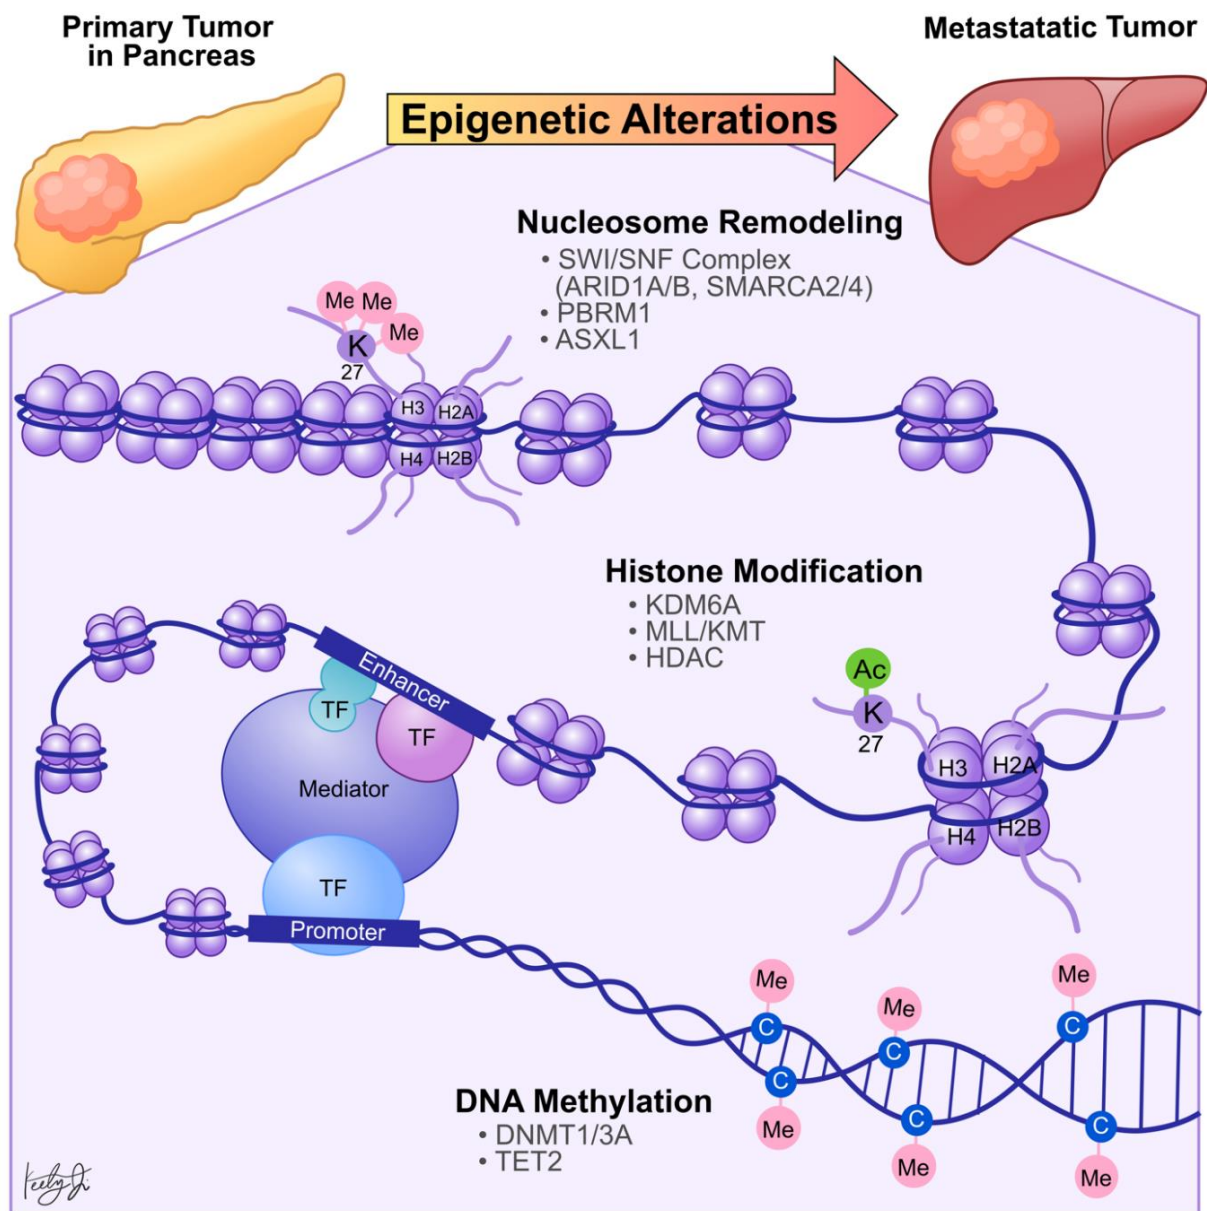 Primary Tumor
in Pancreas
Epigenetic Alterations
Metastatatic Tumor
Nucleosome Remodeling
• SWI/SNF Complex
(ARID1A/B, SMARCA2/4)
• PBRM1
• ASXL1
Me Me
Me
K
27
H3 H2A
H4 H2B
Histone Modification
• KDM6A
• MLL/KMT
• HDAC
Ac
K
27
H3 H2A
H4 H2B
Enhancer
TF
TF
Mediator
TF
Promoter
Me Me Me
C C C
C C C
Me Me Me
DNA Methylation
• DNMT1/3A
• TET2